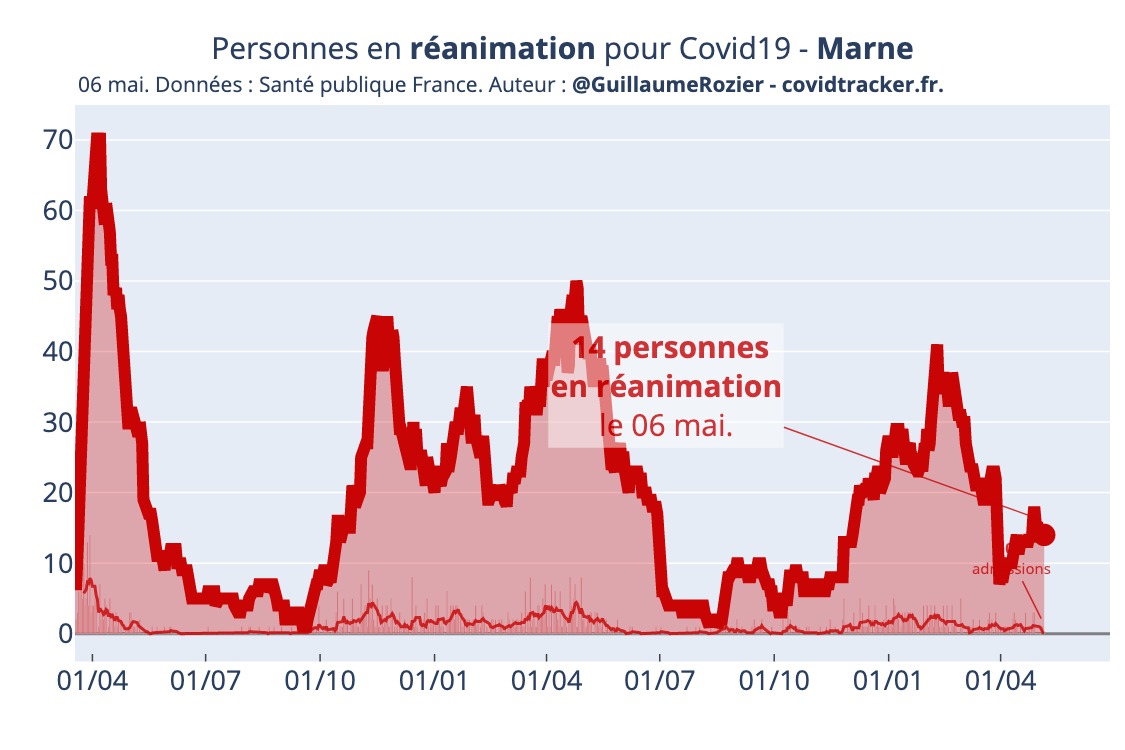 Personnes en réanimation pour Covid19 - Marne
06 mai. Données : Santé publique France. Auteur : @GuillaumeRozier - covidtracker.fr.
70
60
50
40
30
20
10
0
14 personnes
en réanimation
le 06 mai.
admissions
01/04
01/07
01/10
01/01
01/04
01/07
01/10
01/01
01/04